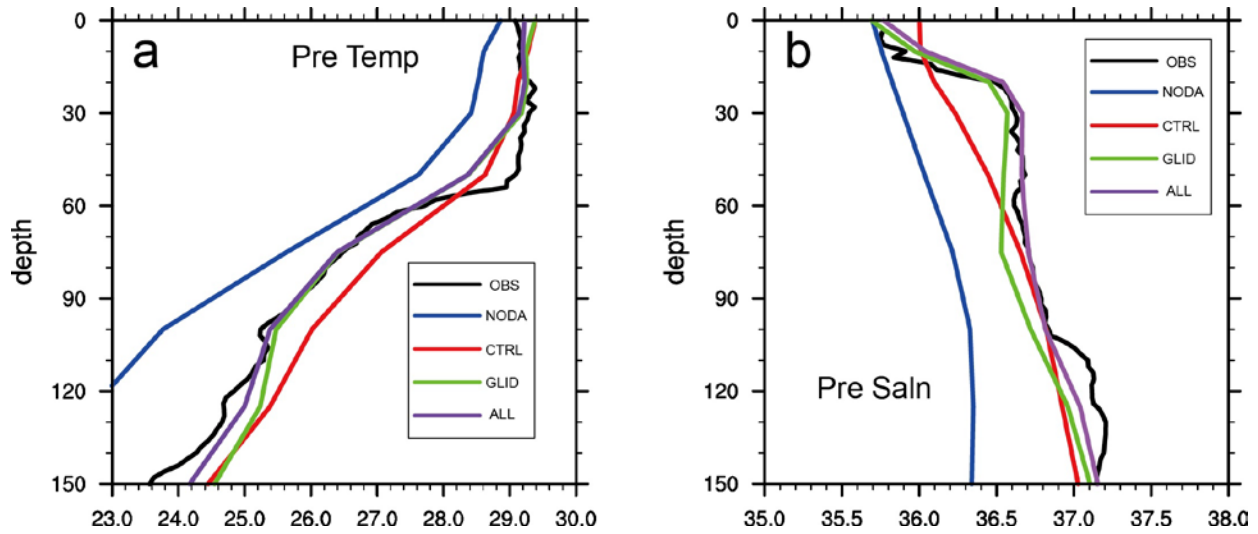 a
Pre Temp
depth
0
30
60
90
120
150
23.0 24.0 25.0 26.0 27.0 28.0 29.0 30.0
OBS
NODA
CTRL
GLID
ALL
b
Pre Saln
depth
0
30
60
90
120
150
35.0 35.5 36.0 36.5 37.0 37.5 38.0
OBS
NODA
CTRL
GLID
ALL